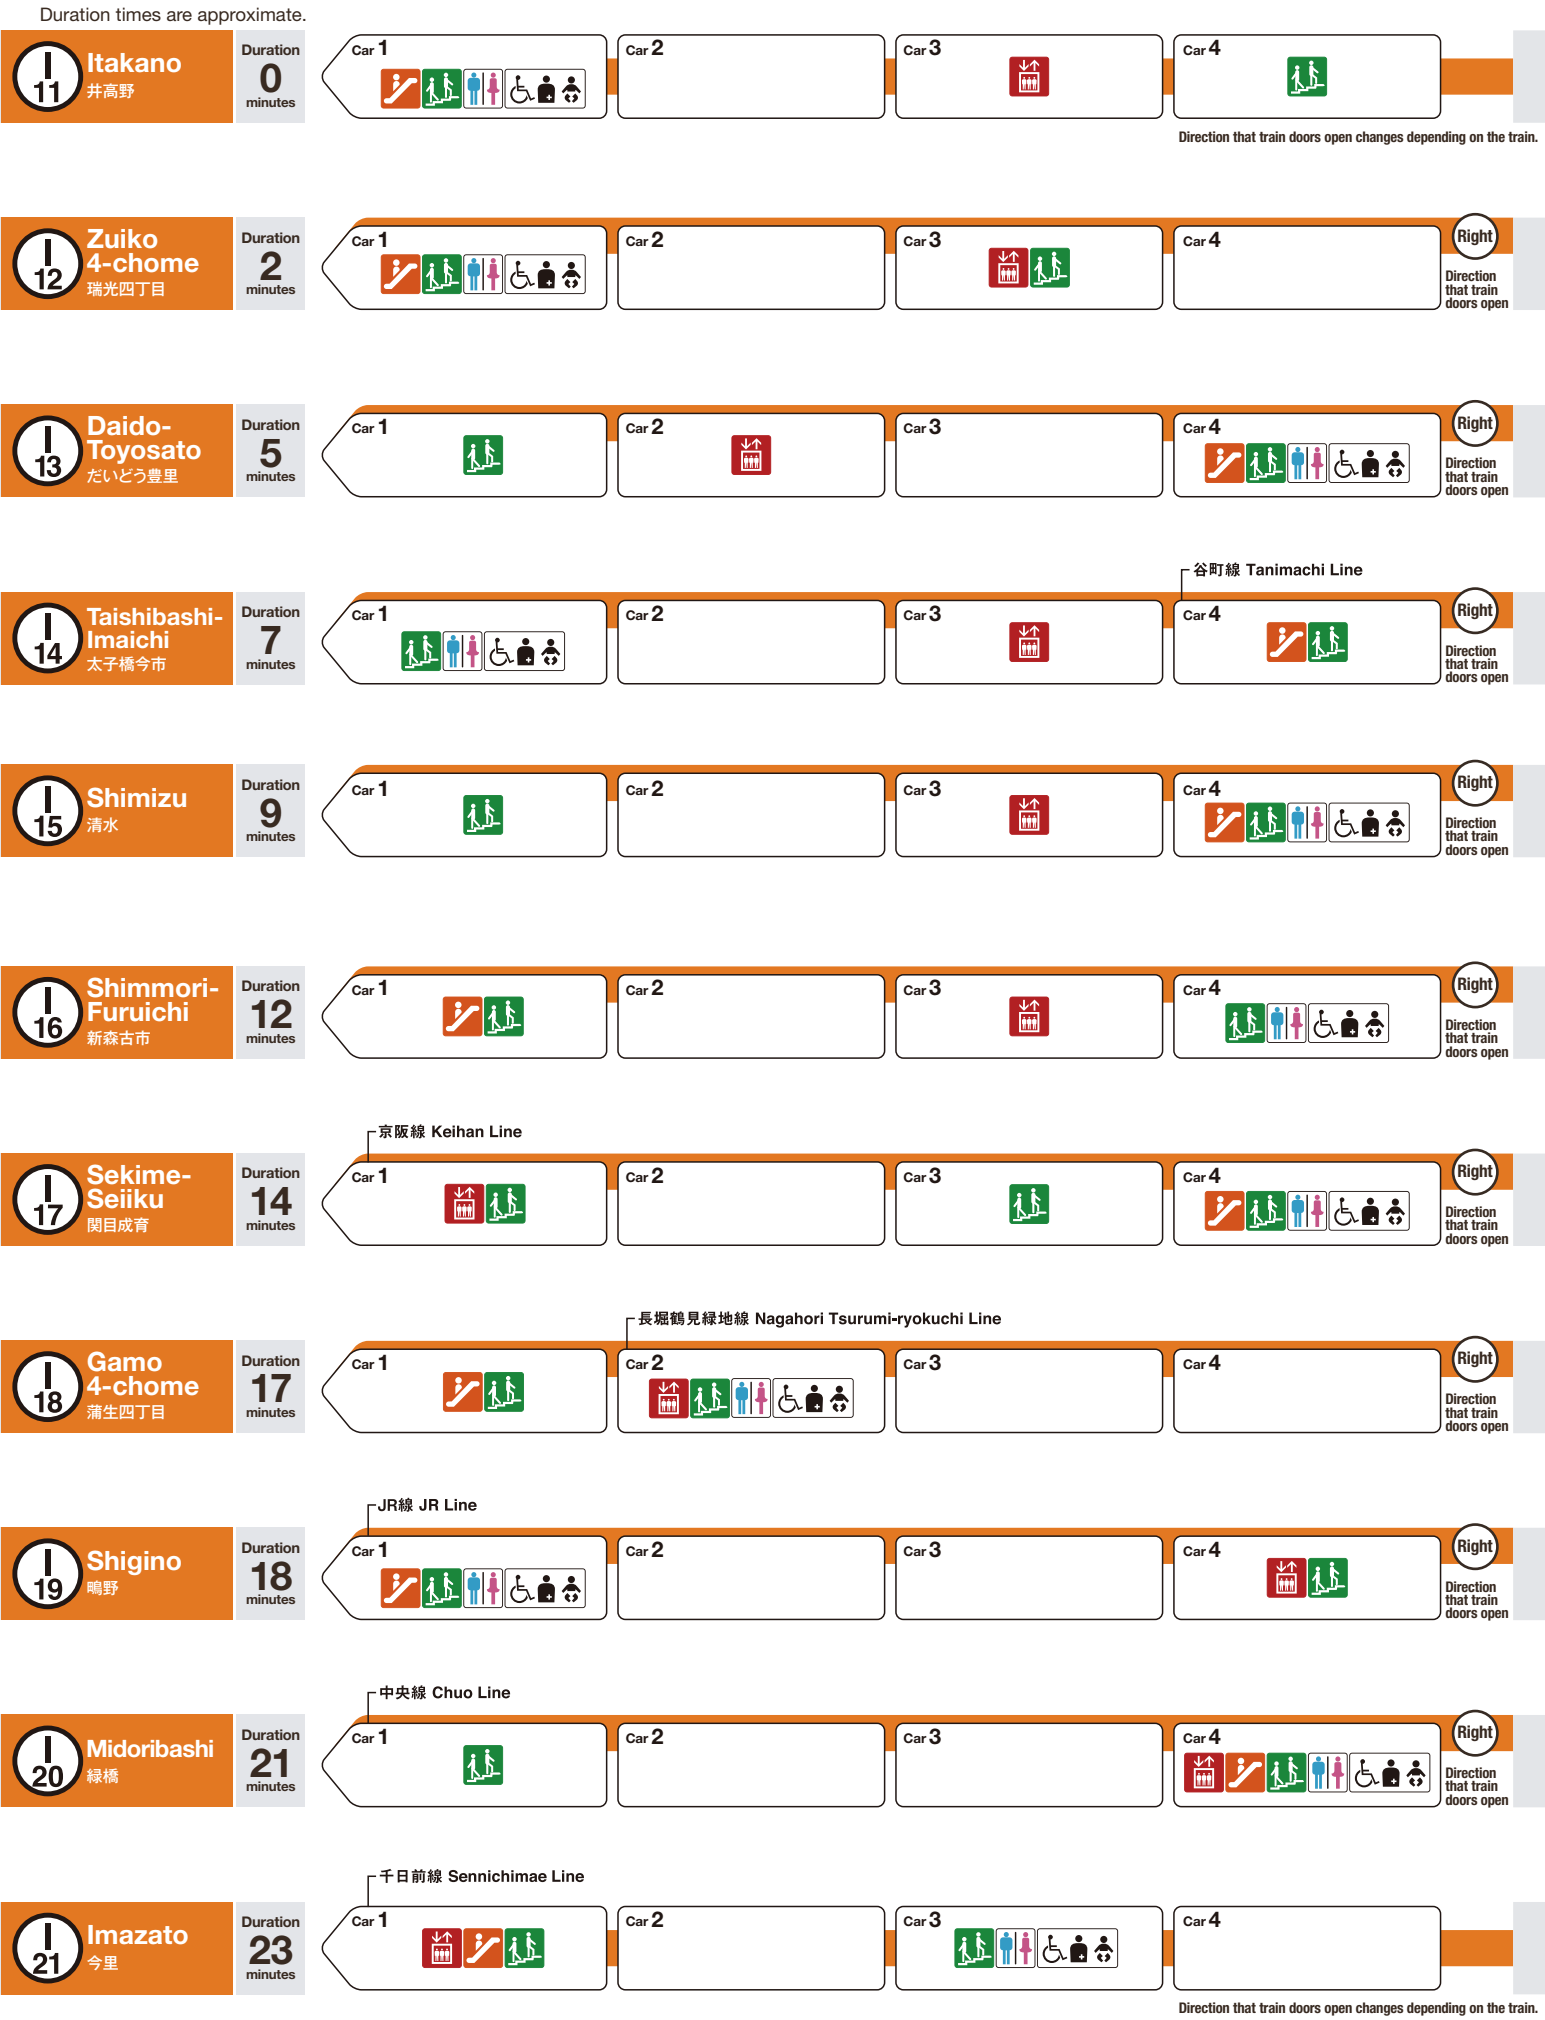 Duration times are approximate.
I
11
Itakano
井高野
Duration
0
minutes
Car 1
Car 2
Car 3
Car 4
Direction that train doors open changes depending on the train.
I
12
Zuiko
4-chome
瑞光四丁目
Duration
2
minutes
Car 1
Car 2
Car 3
Car 4
Right
Direction
that train
doors open
I
13
Daido-
Toyosato
だいどう豊里
Duration
5
minutes
Car 1
Car 2
Car 3
Car 4
Right
Direction
that train
doors open
谷町線 Tanimachi Line
I
14
Taishibashi-
Imaichi
太子橋今市
Duration
7
minutes
Car 1
Car 2
Car 3
Car 4
Right
Direction
that train
doors open
I
15
Shimizu
清水
Duration
9
minutes
Car 1
Car 2
Car 3
Car 4
Right
Direction
that train
doors open
I
16
Shimmori-
Furuichi
新森古市
Duration
12
minutes
Car 1
Car 2
Car 3
Car 4
Right
Direction
that train
doors open
京阪線 Keihan Line
I
17
Sekime-
Seiiku
関目成育
Duration
14
minutes
Car 1
Car 2
Car 3
Car 4
Right
Direction
that train
doors open
長堀鶴見緑地線 Nagahori Tsurumi-ryokuchi Line
I
18
Gamo
4-chome
蒲生四丁目
Duration
17
minutes
Car 1
Car 2
Car 3
Car 4
Right
Direction
that train
doors open
JR線 JR Line
I
19
Shigino
鴫野
Duration
18
minutes
Car 1
Car 2
Car 3
Car 4
Right
Direction
that train
doors open
中央線 Chuo Line
I
20
Midoribashi
緑橋
Duration
21
minutes
Car 1
Car 2
Car 3
Car 4
Right
Direction
that train
doors open
千日前線 Sennichimae Line
I
21
Imazato
今里
Duration
23
minutes
Car 1
Car 2
Car 3
Car 4
Direction that train doors open changes depending on the train.